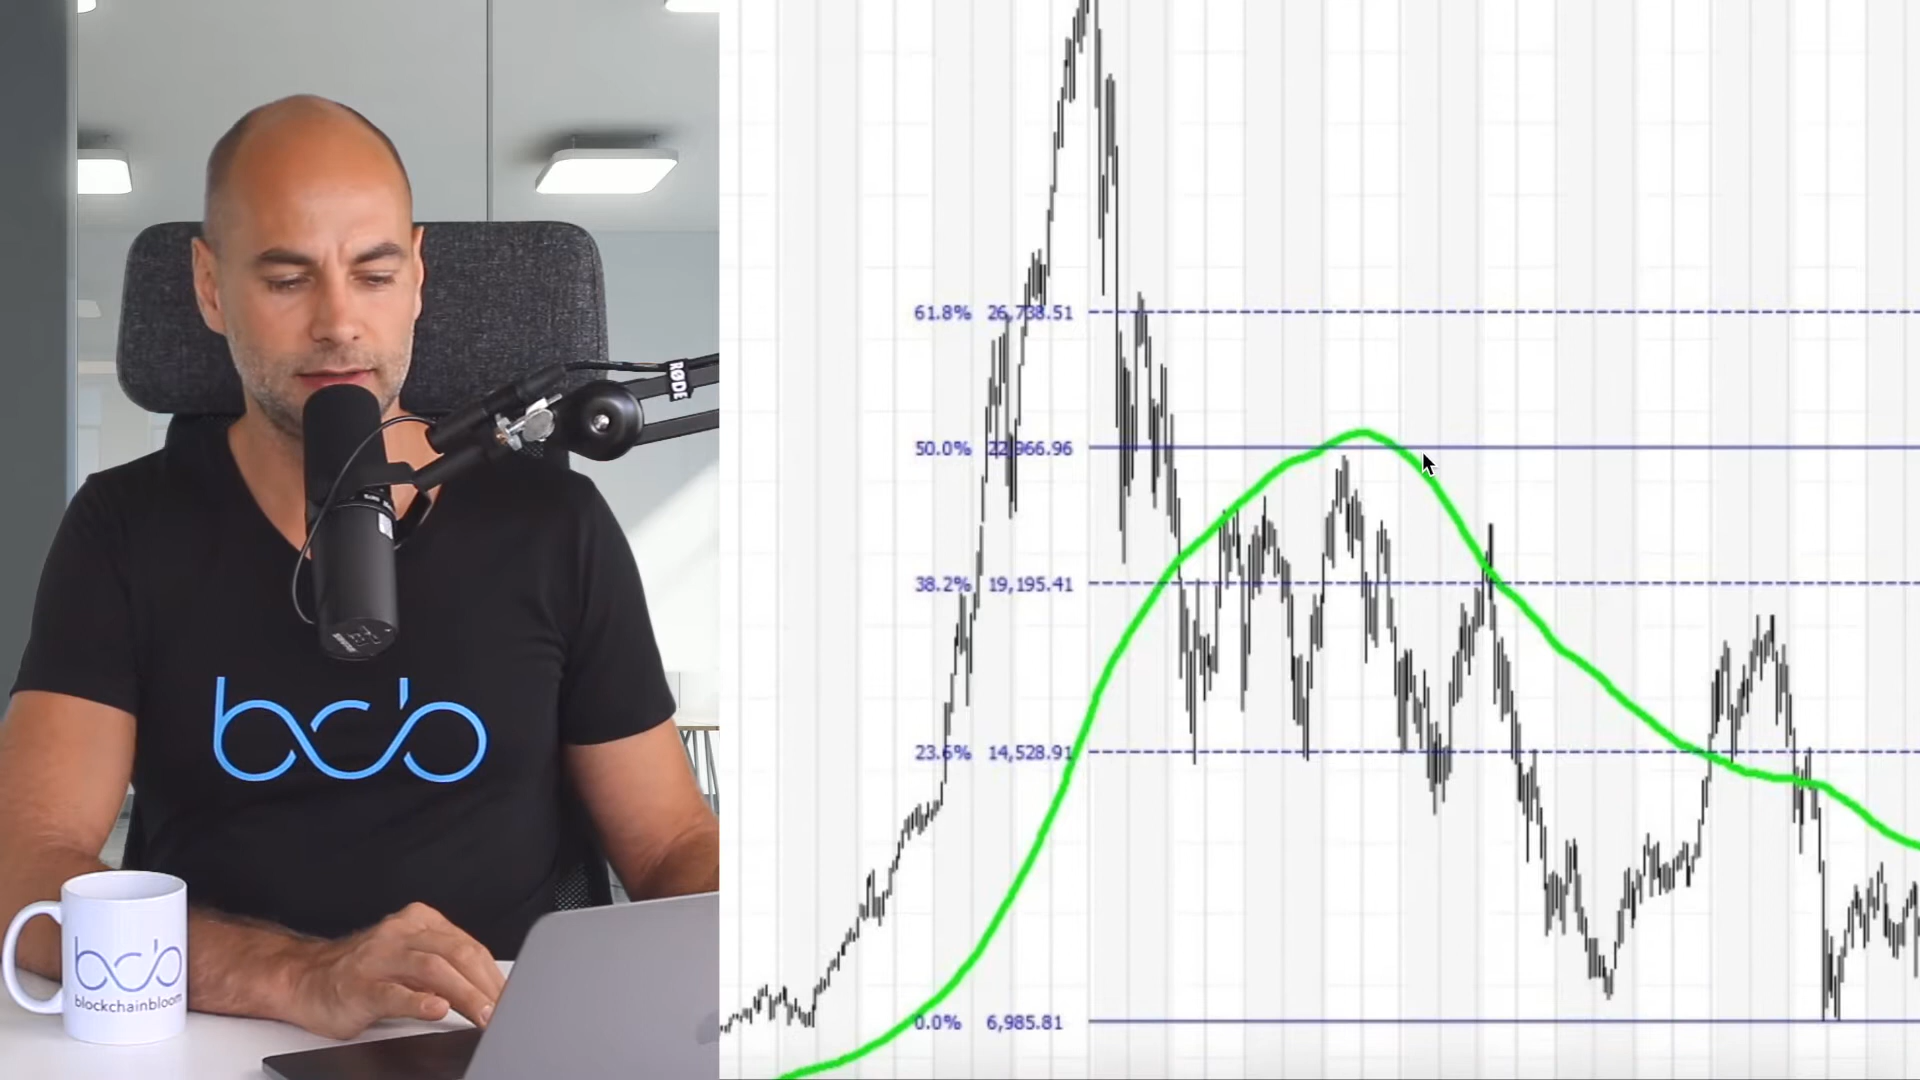 RØDE
bcb
bcb
blockchainbloom
61.8% 26,738.51
50.0% 22,966.96
38.2% 19,195.41
23.6% 14,528.91
0.0% 6,985.81